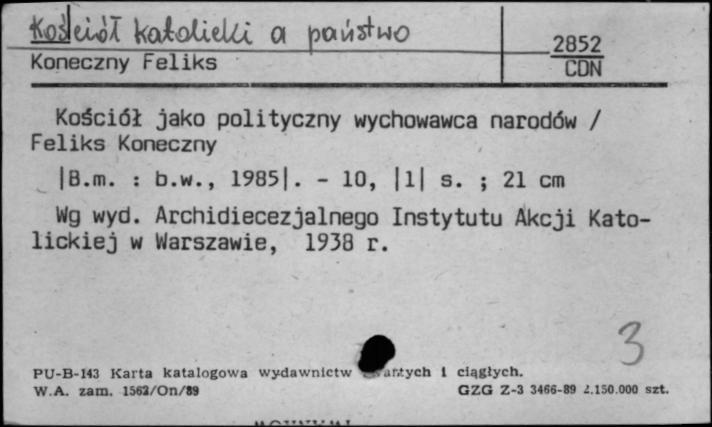 Kościół katolicki a państwo
2852
CDN
Koneczny Feliks
Kościół jako polityczny wychowawca narodów /
Feliks Koneczny
|B.m. : b.w., 1985|. - 10, |1| s. ; 21 cm
Wg wyd. Archidiecezjalnego Instytutu Akcji Kato-
lickiej w Warszawie, 1938 r.
3
PU-B-143 Karta katalogowa wydawnictw i ciągłych.
W.A. zam. 1562/On/89 GZG Z-3 3466-89 2.150.000 szt.